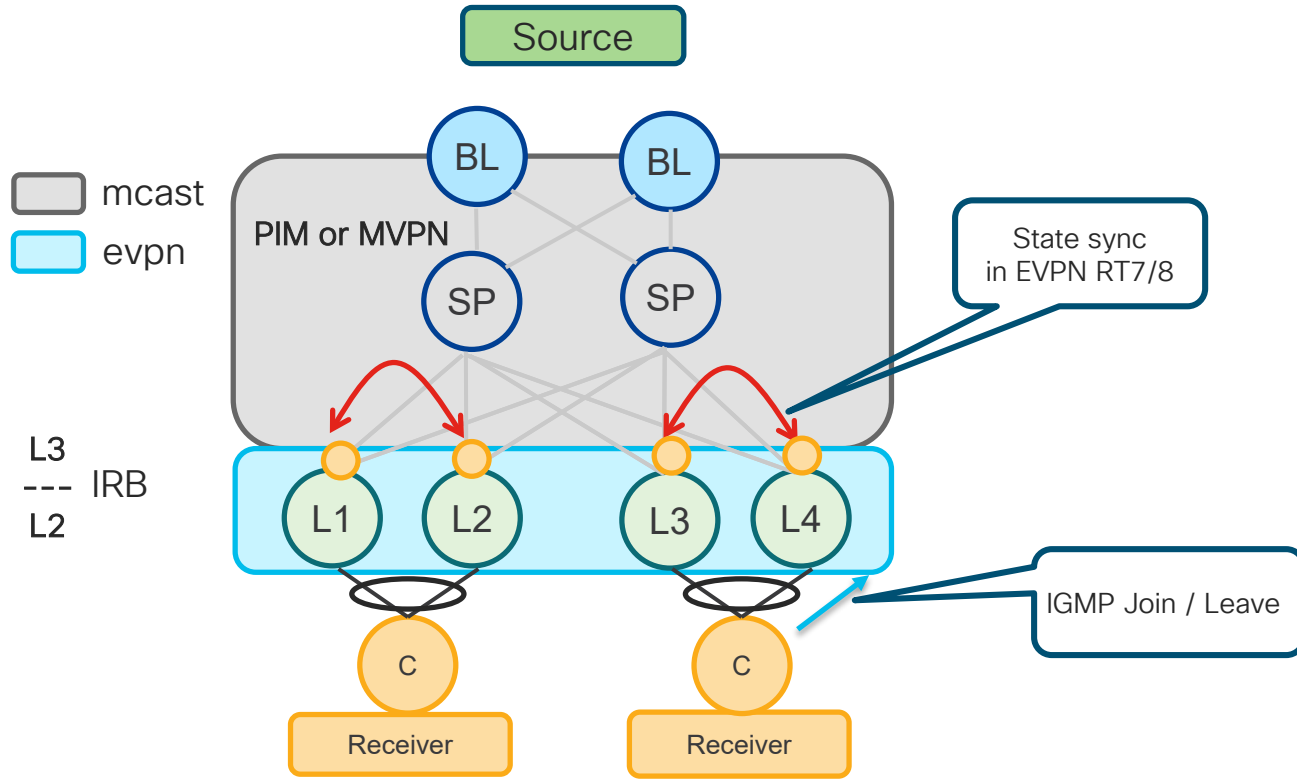 Source
BL
BL
mcast
evpn
PIM or MVPN
SP
SP
State sync
in EVPN RT7/8
L3
---
IRB
L2
L1
L2
L3
L4
IGMP Join / Leave
C
C
Receiver
Receiver